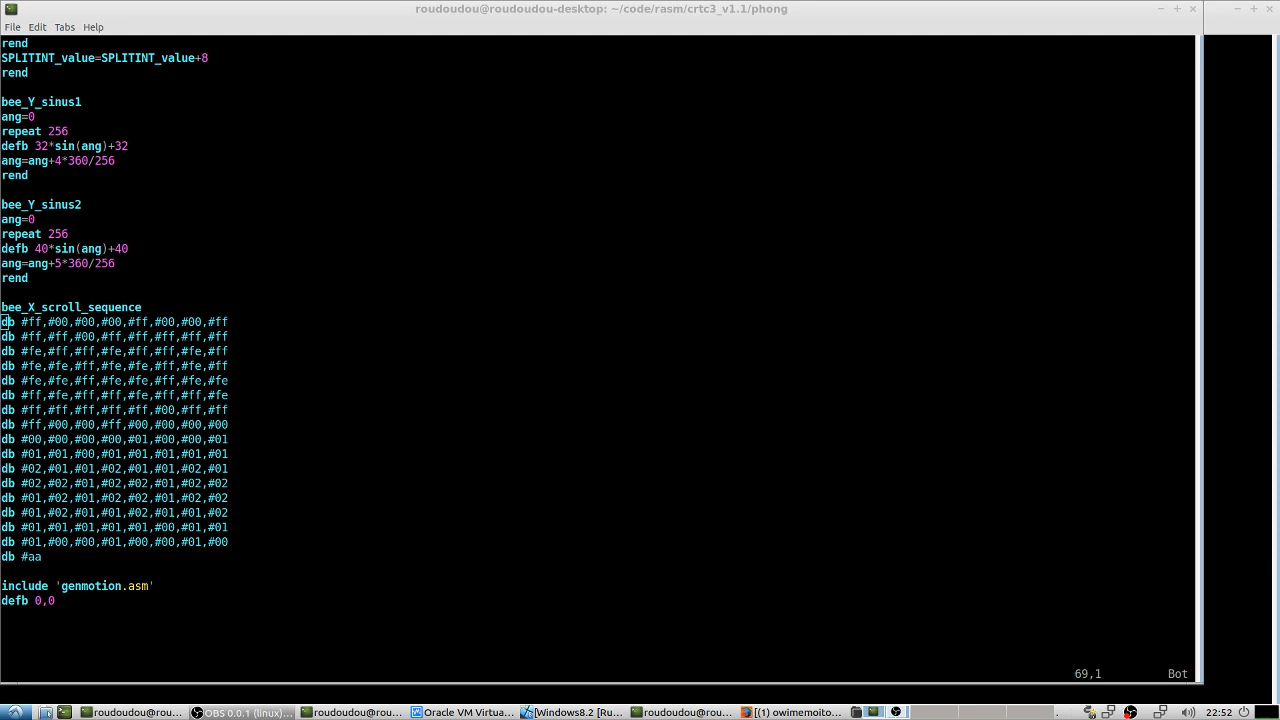 roudoudou@roudoudou-desktop: ~/code/rasm/crtc3_v1.1/phong
File Edit Tabs Help
rend
SPLITINT_value=SPLITINT_value+8
rend
bee_Y_sinus1
ang=0
repeat 256
defb 32*sin(ang)+32
ang=ang+4*360/256
rend
bee_Y_sinus2
ang=0
repeat 256
defb 40*sin(ang)+40
ang=ang+5*360/256
rend
bee_X_scroll_sequence
db #ff,#00,#00,#00,#ff,#00,#00,#ff
db #ff,#ff,#00,#ff,#ff,#ff,#ff,#ff
db #fe,#ff,#ff,#fe,#ff,#ff,#fe,#ff
db #fe,#fe,#ff,#fe,#fe,#ff,#fe,#ff
db #fe,#fe,#ff,#fe,#fe,#ff,#fe,#fe
db #ff,#fe,#ff,#ff,#fe,#ff,#ff,#fe
db #ff,#ff,#ff,#ff,#ff,#00,#ff,#ff
db #ff,#00,#00,#ff,#00,#00,#00,#00
db #00,#00,#00,#00,#01,#00,#00,#01
db #01,#01,#00,#01,#01,#01,#01,#01
db #02,#01,#01,#02,#01,#01,#02,#01
db #02,#02,#01,#02,#02,#01,#02,#02
db #01,#02,#01,#02,#02,#01,#02,#02
db #01,#02,#01,#01,#02,#01,#01,#02
db #01,#01,#01,#01,#01,#00,#01,#01
db #01,#00,#00,#01,#00,#00,#01,#00
db #aa
include 'genmotion.asm'
defb 0,0
69,1 Bot
roudoudou@rou... OBS 0.0.1 (linux)... roudoudou@rou... Oracle VM Virtua... [Windows8.2 [Ru... roudoudou@rou... [(1) owimemoito... 22:52